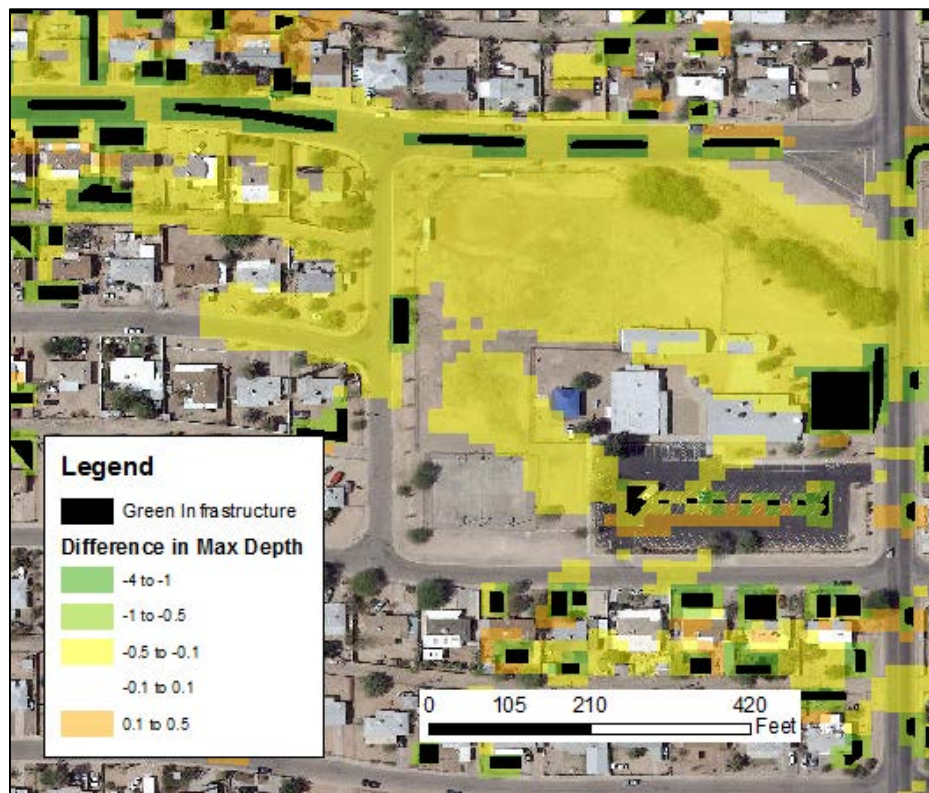 Legend
Green Infrastructure
Difference in Max Depth
-4 to -1
-1 to -0.5
-0.5 to -0.1
-0.1 to 0.1
0.1 to 0.5
0 105 210 420
Feet